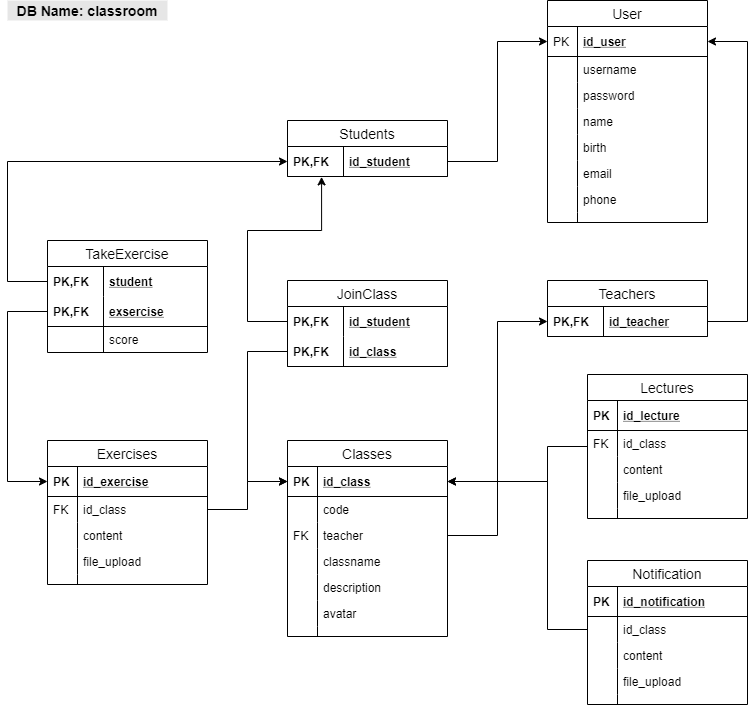 DB Name: classroom
User
PK id_user
username
password
name
birth
email
phone
Students
PK,FK id_student
TakeExercise
PK,FK student
PK,FK exsercise
score
JoinClass
PK,FK id_student
PK,FK id_class
Teachers
PK,FK id_teacher
Lectures
PK id_lecture
FK id_class
content
file_upload
Exercises
PK id_exercise
FK id_class
content
file_upload
Classes
PK id_class
code
FK teacher
classname
description
avatar
Notification
PK id_notification
id_class
content
file_upload